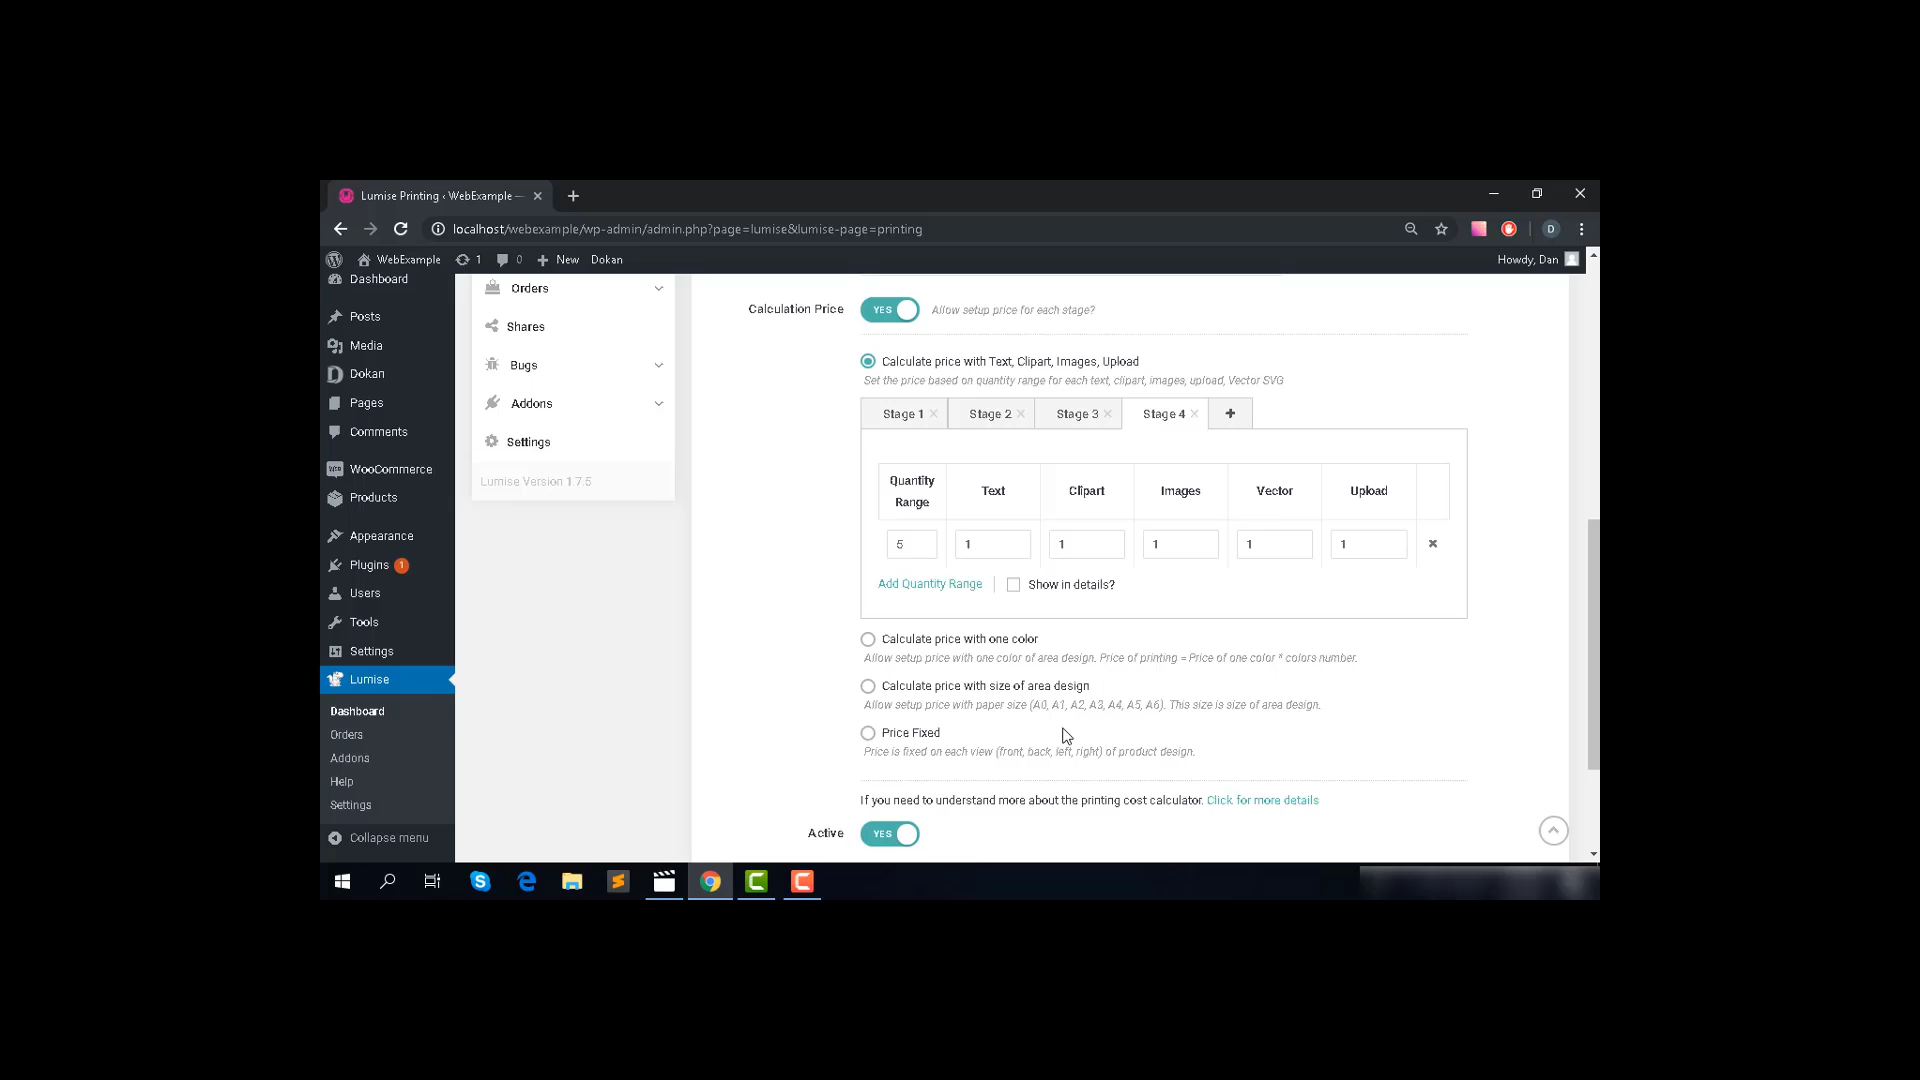 Lumise Printing ‹ WebExample —
localhost/webexample/wp-admin/admin.php?page=lumise&lumise-page=printing
D
WebExample
1
0
New
Dokan
Howdy, Dan
Dashboard
Posts
Media
Dokan
Pages
Comments
WooCommerce
Products
Appearance
Plugins 1
Users
Tools
Settings
Lumise
Dashboard
Orders
Addons
Help
Settings
Collapse menu
Orders
Shares
Bugs
Addons
Settings
Lumise Version 1.7.5
Calculation Price YES Allow setup price for each stage?
Calculate price with Text, Clipart, Images, Upload
Set the price based on quantity range for each text, clipart, images, upload, Vector SVG
Stage 1 Stage 2 Stage 3 Stage 4
Quantity Range Text Clipart Images Vector Upload
5 1 1 1 1 1
Add Quantity Range Show in details?
Calculate price with one color
Allow setup price with one color of area design. Price of printing = Price of one color * colors number.
Calculate price with size of area design
Allow setup price with paper size (A0, A1, A2, A3, A4, A5, A6). This size is size of area design.
Price Fixed
Price is fixed on each view (front, back, left, right) of product design.
If you need to understand more about the printing cost calculator. Click for more details
Active YES